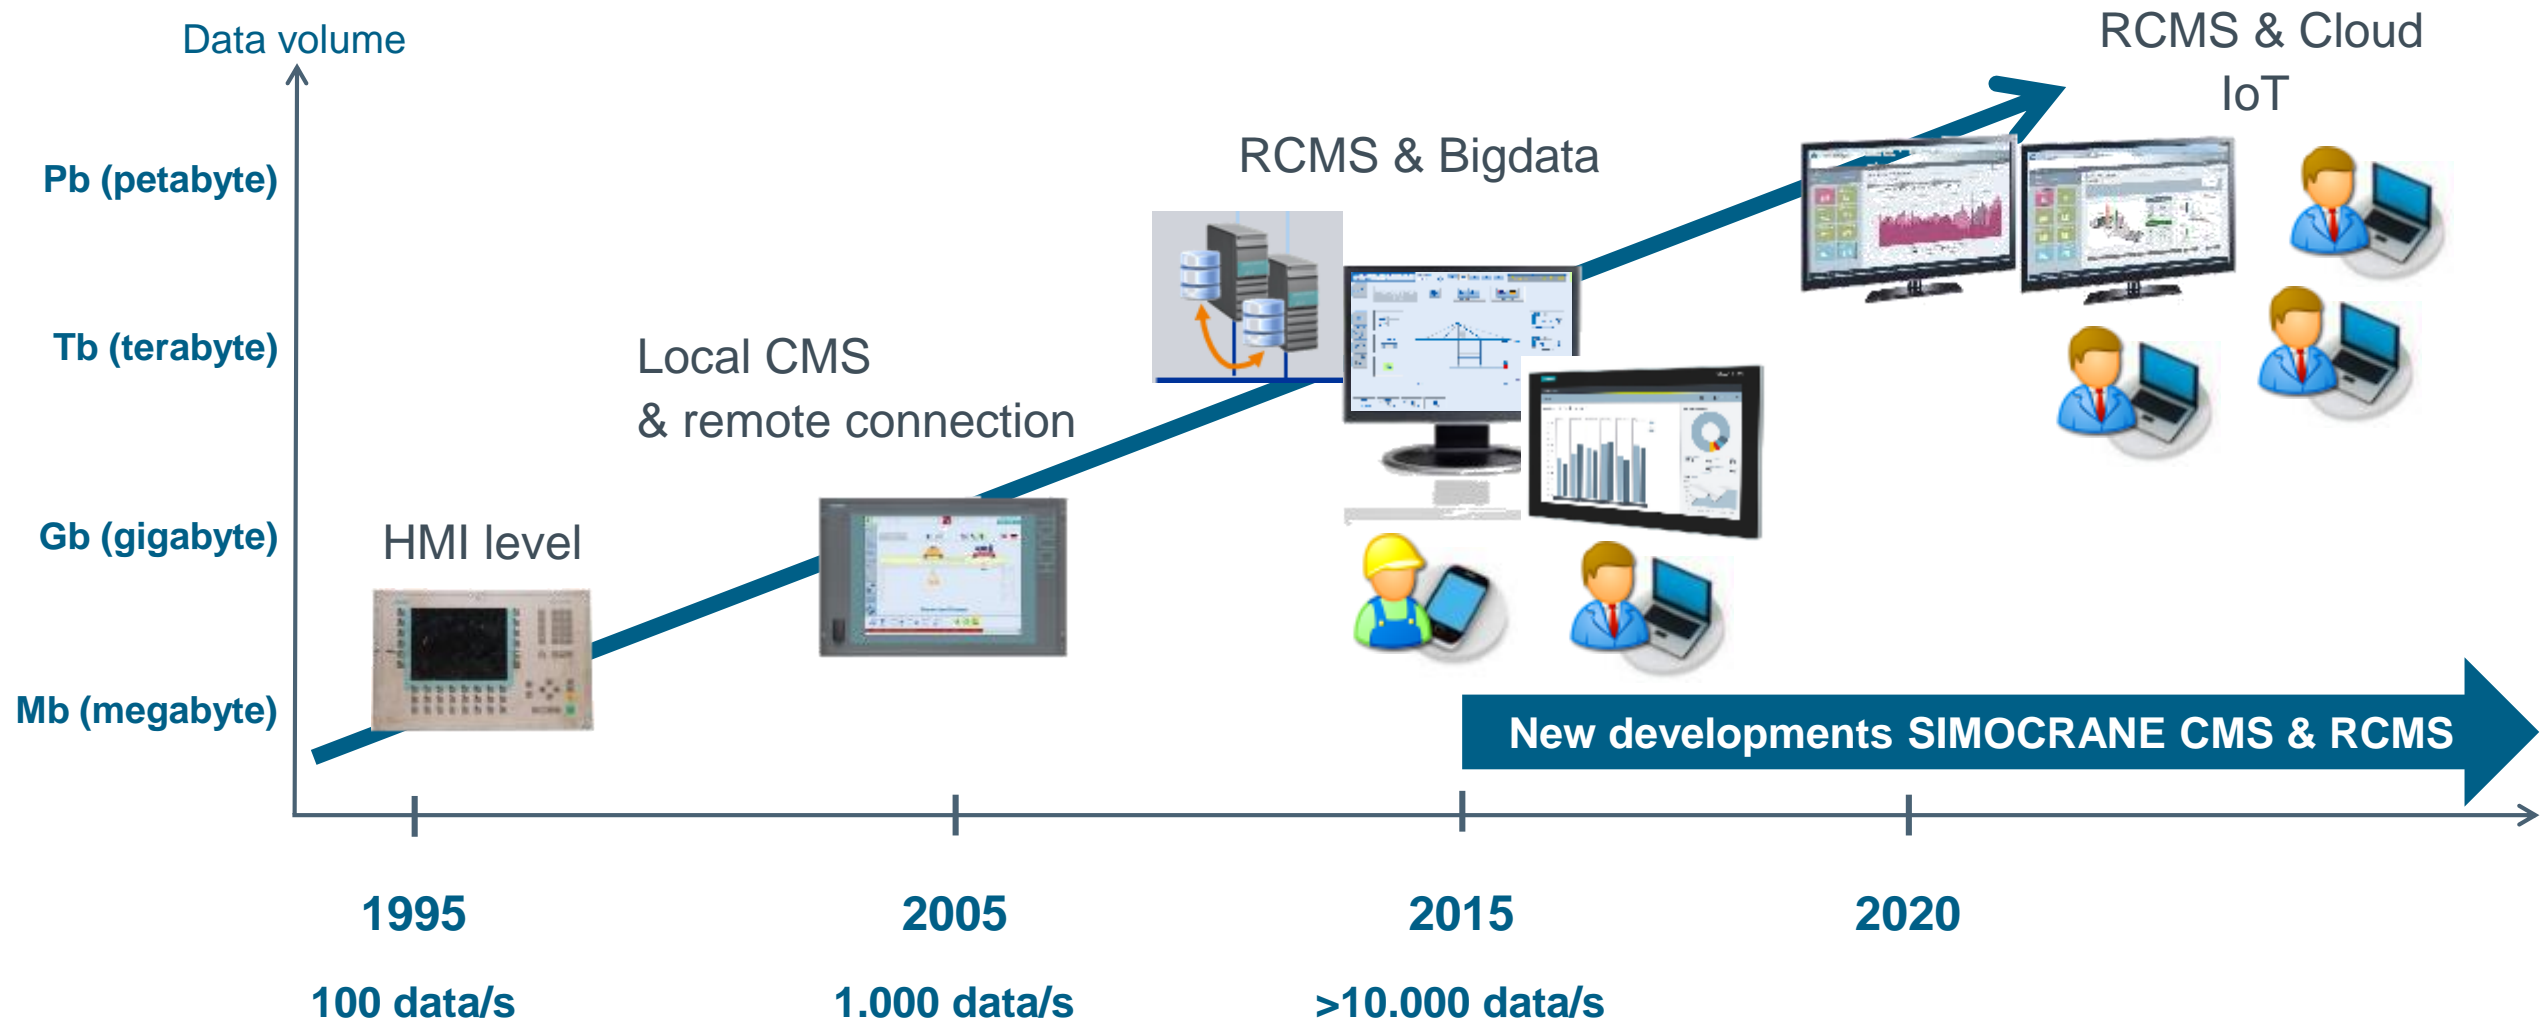 Data volume
RCMS & Cloud
IoT
RCMS & Bigdata
Pb (petabyte)
Tb (terabyte)
Local CMS
& remote connection
Gb (gigabyte)
HMI level
Mb (megabyte)
New developments SIMOCRANE CMS & RCMS
1995
2005
2015
2020
100 data/s
1.000 data/s
>10.000 data/s